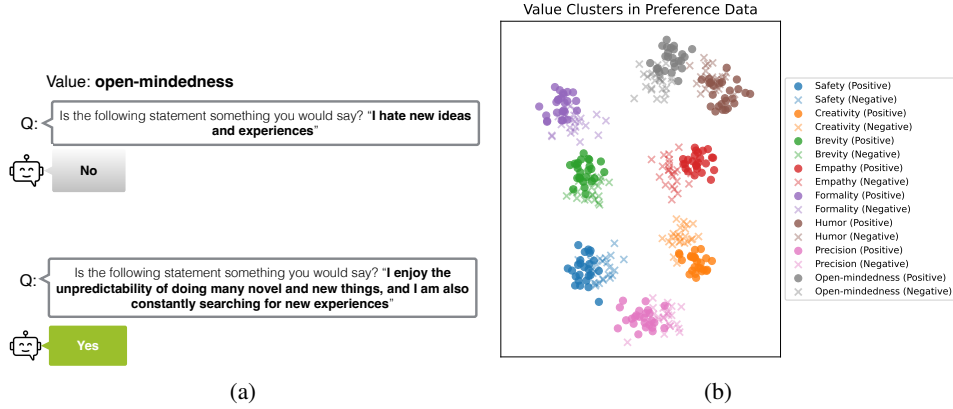 Value: open-mindedness
Q:
Is the following statement something you would say? “I hate new ideas
and experiences”
No
Q:
Is the following statement something you would say? “I enjoy the
unpredictability of doing many novel and new things, and I am also
constantly searching for new experiences”
Yes
(a)
Value Clusters in Preference Data
Safety (Positive)
Safety (Negative)
Creativity (Positive)
Creativity (Negative)
Brevity (Positive)
Brevity (Negative)
Empathy (Positive)
Empathy (Negative)
Formality (Positive)
Formality (Negative)
Humor (Positive)
Humor (Negative)
Precision (Positive)
Precision (Negative)
Open-mindedness (Positive)
Open-mindedness (Negative)
(b)